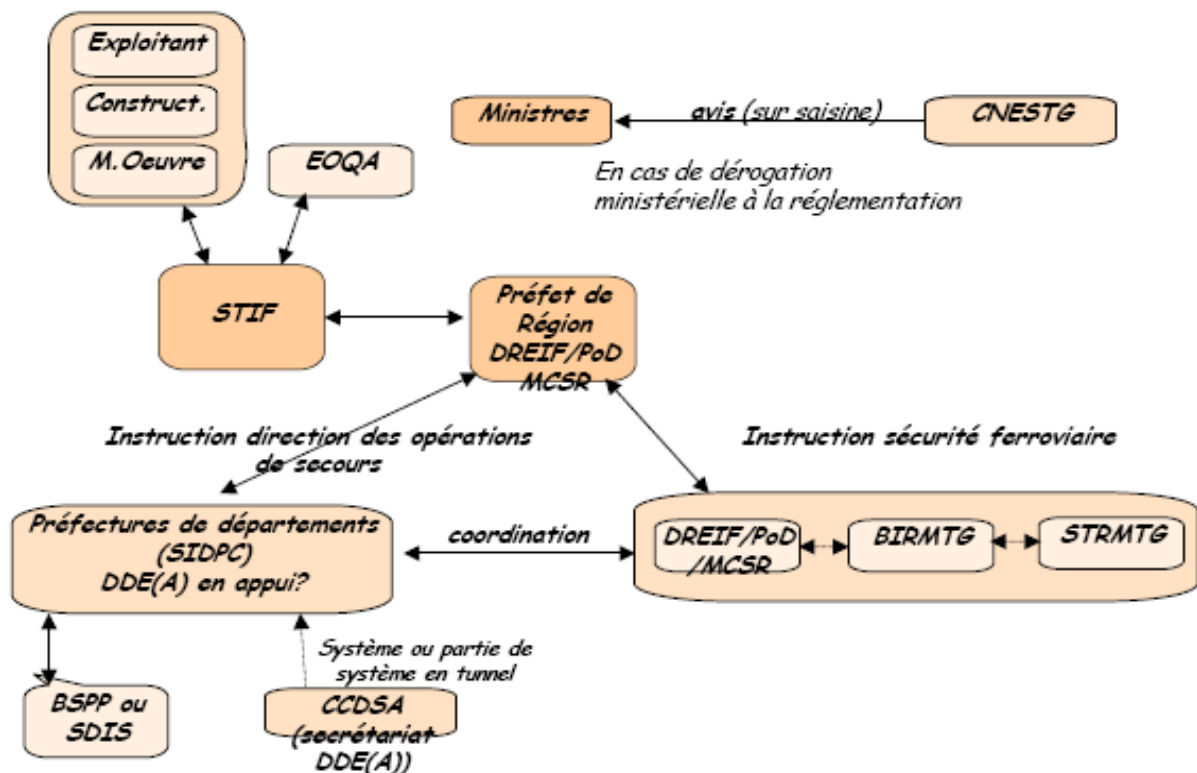 Exploitant
Construct.
M.Oeuvre
EOQA
Ministres
avis (sur saisine)
CNESTG
En cas de dérogation
ministérielle à la réglementation
STIF
Préfet de
Région
DREIF/PoD
MCSR
Instruction direction des opérations
de secours
Instruction sécurité ferroviaire
Préfectures de départements
(SIDPC)
DDE(A) en appui?
coordination
DREIF/PoD
/MCSR
BIRMTG
STRMTG
Système ou partie de
système en tunnel
BSPP ou
SDIS
CCDSA
(secrétariat
DDE(A))